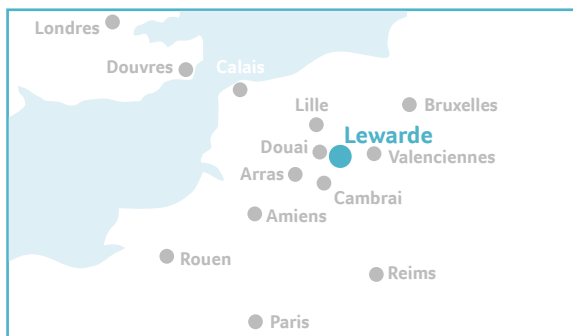 Londres
Douvres
Calais
Lille
Bruxelles
Lewarde
Douai
Valenciennes
Arras
Cambrai
Amiens
Rouen
Reims
Paris